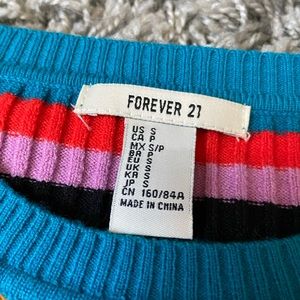 FOREVER 21
US S
CA P
MX S/P
BR P
EU S
UK S
KR S
JP S
CN 160/84A
MADE IN CHINA